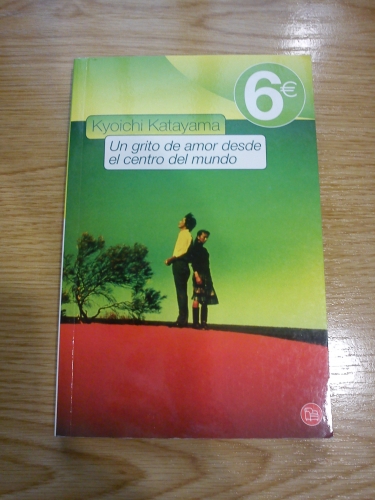 6€
Kyoichi Katayama
Un grito de amor desde
el centro del mundo